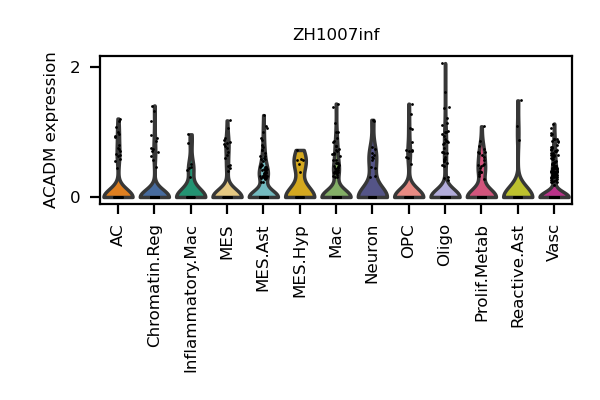 ZH1007inf
ACADM expression
2
0
AC
Chromatin.Reg
Inflammatory.Mac
MES
MES.Ast
MES.Hyp
Mac
Neuron
OPC
Oligo
Prolif.Metab
Reactive.Ast
Vasc